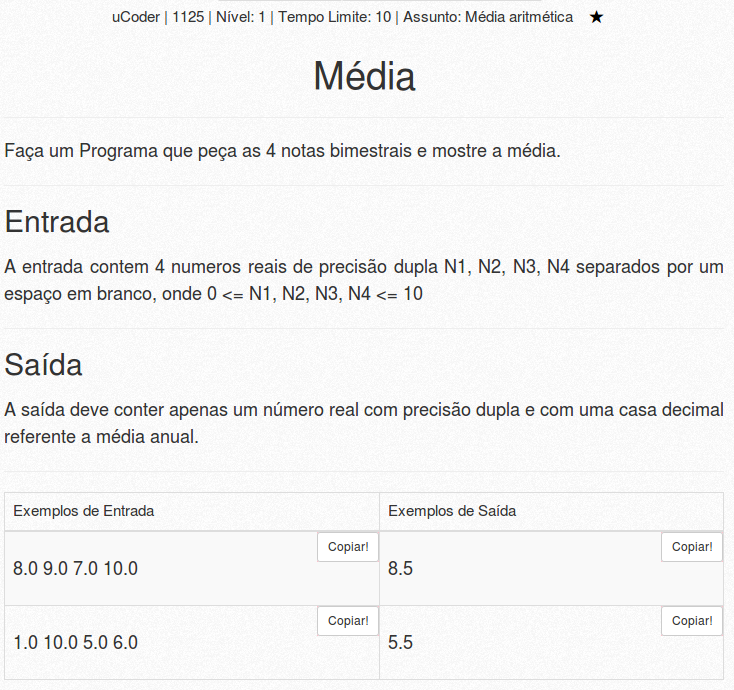 uCoder | 1125 | Nível: 1 | Tempo Limite: 10 | Assunto: Média aritmética ★
Média
Faça um Programa que peça as 4 notas bimestrais e mostre a média.
Entrada
A entrada contem 4 numeros reais de precisão dupla N1, N2, N3, N4 separados por um
espaço em branco, onde 0 <= N1, N2, N3, N4 <= 10
Saída
A saída deve conter apenas um número real com precisão dupla e com uma casa decimal
referente a média anual.
Exemplos de Entrada Exemplos de Saída
Copiar! Copiar!
8.0 9.0 7.0 10.0 8.5
Copiar! Copiar!
1.0 10.0 5.0 6.0 5.5